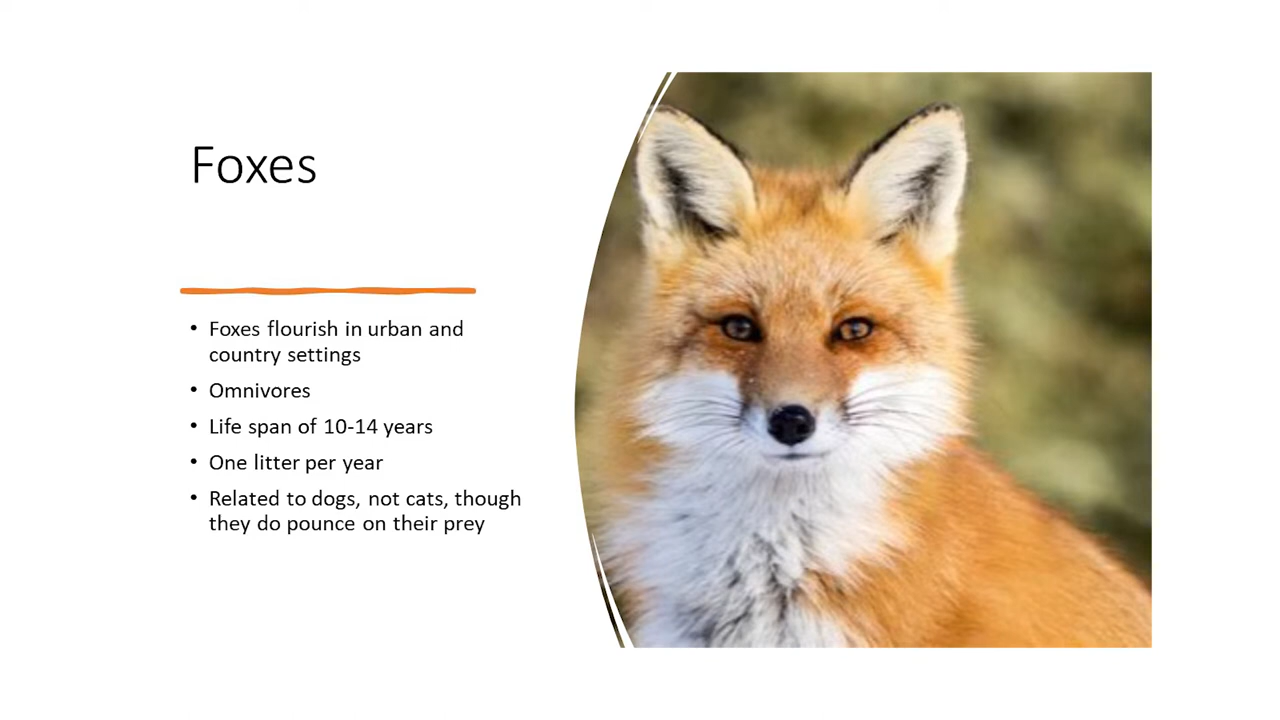 Foxes
• Foxes flourish in urban and
country settings
• Omnivores
• Life span of 10-14 years
• One litter per year
• Related to dogs, not cats, though
they do pounce on their prey